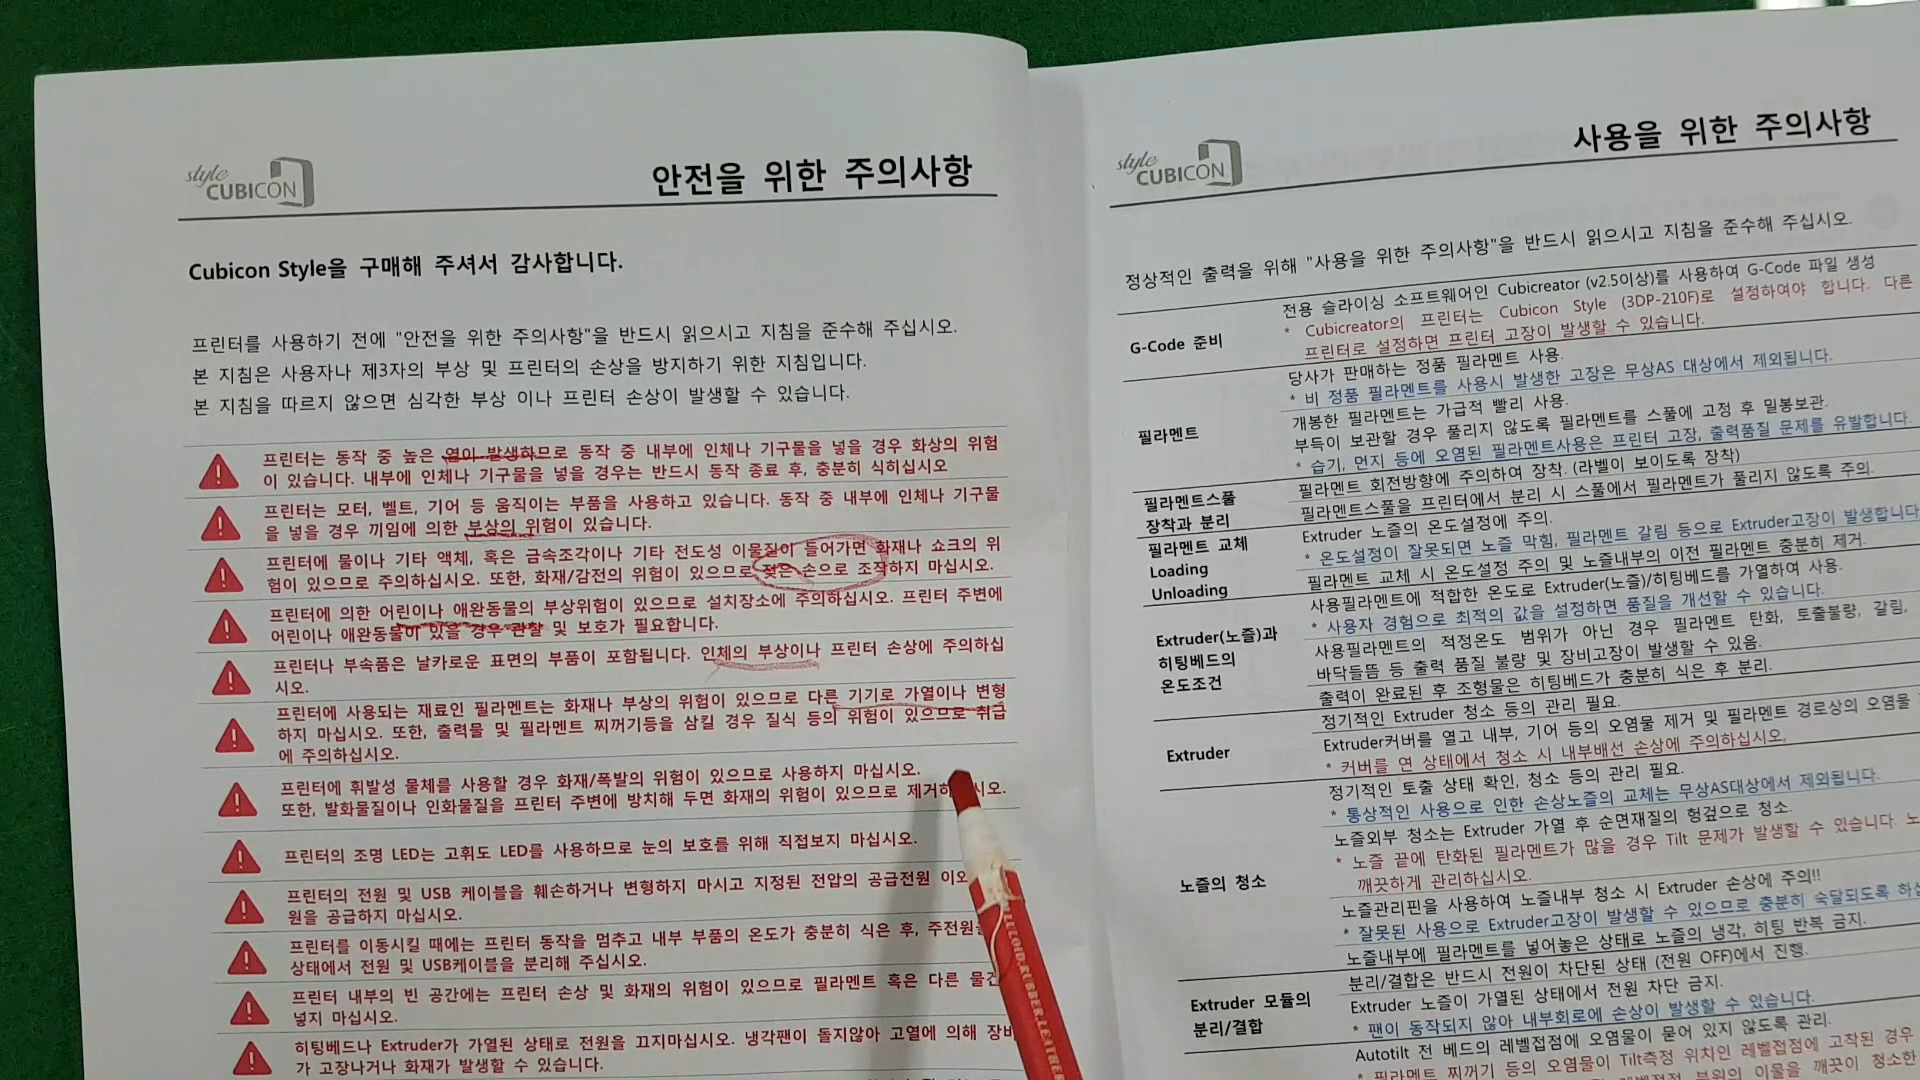 style
CUBICON
안전을 위한 주의사항
Cubicon Style을 구매해 주셔서 감사합니다.
프린터를 사용하기 전에 "안전을 위한 주의사항"을 반드시 읽으시고 지침을 준수해 주십시오.
본 지침은 사용자나 제3자의 부상 및 프린터의 손상을 방지하기 위한 지침입니다.
본 지침을 따르지 않으면 심각한 부상 이나 프린터 손상이 발생할 수 있습니다.
프린터는 동작 중 높은 열이 발생하므로 동작 중 내부에 인체나 기구물을 넣을 경우 화상의 위험
이 있습니다. 내부에 인체나 기구물을 넣을 경우는 반드시 동작 종료 후, 충분히 식히십시오
프린터는 모터, 벨트, 기어 등 움직이는 부품을 사용하고 있습니다. 동작 중 내부에 인체나 기구물
을 넣을 경우 끼임에 의한 부상의 위험이 있습니다.
프린터에 물이나 기타 액체, 혹은 금속조각이나 기타 전도성 이물질이 들어가면 화재나 쇼크의 위
험이 있으므로 주의하십시오. 또한, 화재/감전의 위험이 있으므로 젖은 손으로 조작하지 마십시오.
프린터에 의한 어린이나 애완동물의 부상위험이 있으므로 설치장소에 주의하십시오. 프린터 주변에
어린이나 애완동물이 있을 경우 관찰 및 보호가 필요합니다.
프린터나 부속품은 날카로운 표면의 부품이 포함됩니다. 인체의 부상이나 프린터 손상에 주의하십
시오.
프린터에 사용되는 재료인 필라멘트는 화재나 부상의 위험이 있으므로 다른 기기로 가열이나 변형
하지 마십시오. 또한, 출력물 및 필라멘트 찌꺼기등을 삼킬 경우 질식 등의 위험이 있으므로 취급
에 주의하십시오.
프린터에 휘발성 물체를 사용할 경우 화재/폭발의 위험이 있으므로 사용하지 마십시오.
또한, 발화물질이나 인화물질을 프린터 주변에 방치해 두면 화재의 위험이 있으므로 제거하 시오.
프린터의 조명 LED는 고휘도 LED를 사용하므로 눈의 보호를 위해 직접보지 마십시오.
프린터의 전원 및 USB 케이블을 훼손하거나 변형하지 마시고 지정된 전압의 공급전원 이외
원을 공급하지 마십시오.
프린터를 이동시킬 때에는 프린터 동작을 멈추고 내부 부품의 온도가 충분히 식은 후, 주전원을
상태에서 전원 및 USB케이블을 분리해 주십시오.
프린터 내부의 빈 공간에는 프린터 손상 및 화재의 위험이 있으므로 필라멘트 혹은 다른 물건
넣지 마십시오.
히팅베드나 Extruder가 가열된 상태로 전원을 끄지마십시오. 냉각팬이 돌지않아 고열에 의해 장비
가 고장나거나 화재가 발생할 수 있습니다.
style
CUBICON
사용을 위한 주의사항
정상적인 출력을 위해 "사용을 위한 주의사항"을 반드시 읽으시고 지침을 준수해 주십시오.
G-Code 준비
전용 슬라이싱 소프트웨어인 Cubicreator (v2.5이상)를 사용하여 G-Code 파일 생성
* Cubicreator의 프린터는 Cubicon Style (3DP-210F)로 설정하여야 합니다. 다른
프린터로 설정하면 프린터 고장이 발생할 수 있습니다.
필라멘트
당사가 판매하는 정품 필라멘트 사용.
* 비 정품 필라멘트를 사용시 발생한 고장은 무상AS 대상에서 제외됩니다.
개봉한 필라멘트는 가급적 빨리 사용.
부득이 보관할 경우 풀리지 않도록 필라멘트를 스풀에 고정 후 밀봉보관.
* 습기, 먼지 등에 오염된 필라멘트사용은 프린터 고장, 출력품질 문제를 유발합니다.
필라멘트스풀
장착과 분리
필라멘트 회전방향에 주의하여 장착. (라벨이 보이도록 장착)
필라멘트스풀을 프린터에서 분리 시 스풀에서 필라멘트가 풀리지 않도록 주의.
필라멘트 교체
Loading
Unloading
Extruder 노즐의 온도설정에 주의.
* 온도설정이 잘못되면 노즐 막힘, 필라멘트 갈림 등으로 Extruder고장이 발생합니다
필라멘트 교체 시 온도설정 주의 및 노즐내부의 이전 필라멘트 충분히 제거.
Extruder(노즐)과
히팅베드의
온도조건
사용필라멘트에 적합한 온도로 Extruder(노즐)/히팅베드를 가열하여 사용.
* 사용자 경험으로 최적의 값을 설정하면 품질을 개선할 수 있습니다.
사용필라멘트의 적정온도 범위가 아닌 경우 필라멘트 탄화, 토출불량, 갈림,
바닥들뜸 등 출력 품질 불량 및 장비고장이 발생할 수 있음.
출력이 완료된 후 조형물은 히팅베드가 충분히 식은 후 분리.
Extruder
정기적인 Extruder 청소 등의 관리 필요.
Extruder커버를 열고 내부, 기어 등의 오염물 제거 및 필라멘트 경로상의 오염물
* 커버를 연 상태에서 청소 시 내부배선 손상에 주의하십시오.
노즐의 청소
정기적인 토출 상태 확인, 청소 등의 관리 필요.
* 통상적인 사용으로 인한 손상노즐의 교체는 무상AS대상에서 제외됩니다.
노즐외부 청소는 Extruder 가열 후 순면재질의 헝겊으로 청소.
* 노즐 끝에 탄화된 필라멘트가 많을 경우 Tilt 문제가 발생할 수 있습니다. 노
깨끗하게 관리하십시오.
노즐관리핀을 사용하여 노즐내부 청소 시 Extruder 손상에 주의!!
* 잘못된 사용으로 Extruder고장이 발생할 수 있으므로 충분히 숙달되도록 하십
노즐내부에 필라멘트를 넣어놓은 상태로 노즐의 냉각, 히팅 반복 금지.
Extruder 모듈의
분리/결합
분리/결합은 반드시 전원이 차단된 상태 (전원 OFF)에서 진행.
Extruder 노즐이 가열된 상태에서 전원 차단 금지.
* 팬이 동작되지 않아 내부회로에 손상이 발생할 수 있습니다.
Autotilt 전 베드의 레벨접점에 오염물이 묻어 있지 않도록 관리.
* 필라멘트 찌꺼기 등의 오염물이 Tilt측정 위치인 레벨접점에 고착된 경우
레벨접점 부위의 이물을 깨끗이 청소한